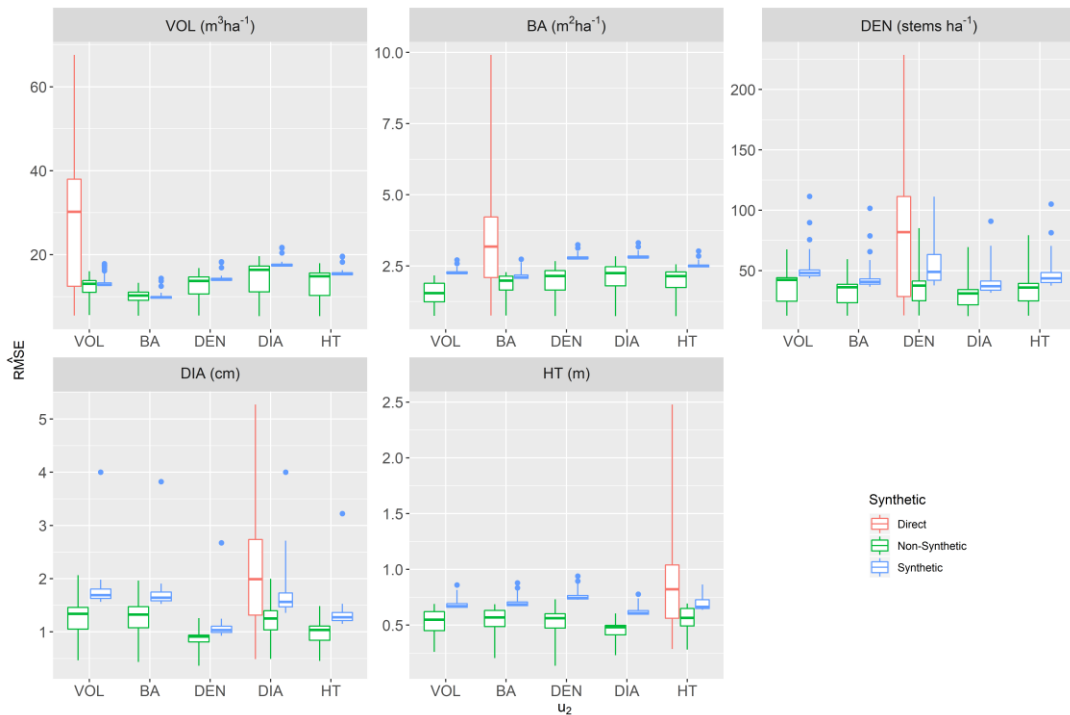 VOL (m³ha⁻¹)
BA (m²ha⁻¹)
DEN (stems ha⁻¹)
60
40
20
10.0
7.5
5.0
2.5
200
150
100
50
VOL BA DEN DIA HT
VOL BA DEN DIA HT
VOL BA DEN DIA HT
RM̂SE
DIA (cm)
HT (m)
5
4
3
2
1
2.5
2.0
1.5
1.0
0.5
VOL BA DEN DIA HT
VOL BA DEN DIA HT
u₂
Synthetic
Direct
Non-Synthetic
Synthetic